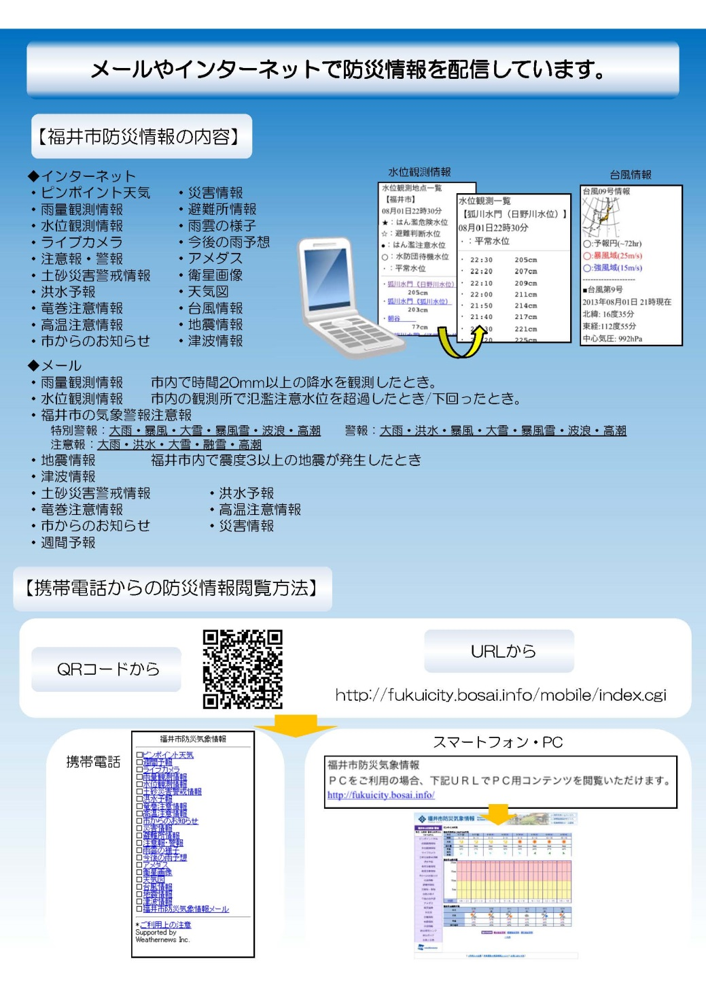 メールやインターネットで防災情報を配信しています。
【福井市防災情報の内容】
◆インターネット
・ピンポイント天気
・雨量観測情報
・水位観測情報
・ライブカメラ
・注意報・警報
・土砂災害警戒情報
・洪水予報
・竜巻注意情報
・高温注意情報
・市からのお知らせ
・災害情報
・避難所情報
・雨雲の様子
・今後の雨予想
・アメダス
・衛星画像
・天気図
・台風情報
・地震情報
・津波情報
水位観測情報
水位観測地点一覧
【福井市】
08月01日22時30分
★：はん濫危険水位
☆：避難判断水位
●：はん濫注意水位
○：水防団待機水位
・：平常水位
・狐川水門（日野川水位）
205cm
・狐川水門（狐川水位）
203cm
・朝谷
77cm
水位観測一覧
【狐川水門（日野川水位）】
08月01日22時30分
・：平常水位
・ 22:30 205cm
・ 22:20 207cm
・ 22:10 209cm
・ 22:00 211cm
・ 21:50 214cm
・ 21:40 217cm
221cm
225cm
台風情報
台風09号情報
○:予報円(~72hr)
○:暴風域(25m/s)
○:強風域(15m/s)
--------------------
■台風第9号
2013年08月01日 21時現在
北緯: 16度35分
東経:112度55分
中心気圧: 992hPa
◆メール
・雨量観測情報 市内で時間20mm以上の降水を観測したとき。
・水位観測情報 市内の観測所で氾濫注意水位を超過したとき/下回ったとき。
・福井市の気象警報注意報
特別警報：大雨・暴風・大雪・暴風雪・波浪・高潮 警報：大雨・洪水・暴風・大雪・暴風雪・波浪・高潮
注意報：大雨・洪水・大雪・融雪・高潮
・地震情報 福井市内で震度3以上の地震が発生したとき
・津波情報
・土砂災害警戒情報 ・洪水予報
・竜巻注意情報 ・高温注意情報
・市からのお知らせ ・災害情報
・週間予報
【携帯電話からの防災情報閲覧方法】
QRコードから
URLから
http://fukuicity.bosai.info/mobile/index.cgi
携帯電話
福井市防災気象情報
□ピンポイント天気
□週間予報
□ライブカメラ
□雨量観測情報
□水位観測情報
□土砂災害警戒情報
□洪水予報
□竜巻注意情報
□高温注意情報
□市からのお知らせ
□災害情報
□避難所情報
□注意報・警報
□雨雲の様子
□今後の雨予想
□アメダス
□衛星画像
□天気図
□台風情報
□地震情報
□津波情報
□福井市防災気象情報メール
*ご利用上の注意
Supported by
Weathernews Inc.
スマートフォン・PC
福井市防災気象情報
ＰＣをご利用の場合、下記ＵＲＬでＰＣ用コンテンツを閲覧いただけます。
http://fukuicity.bosai.info/
福井市防災気象情報